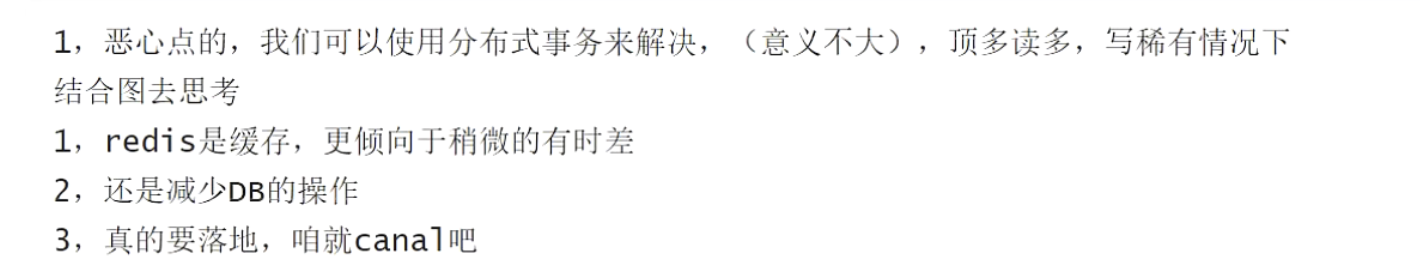 1，恶心点的，我们可以使用分布式事务来解决，（意义不大），顶多读多，写稀有情况下
结合图去思考
1，redis是缓存，更倾向于稍微的有时差
2，还是减少DB的操作
3，真的要落地，咱就canal吧